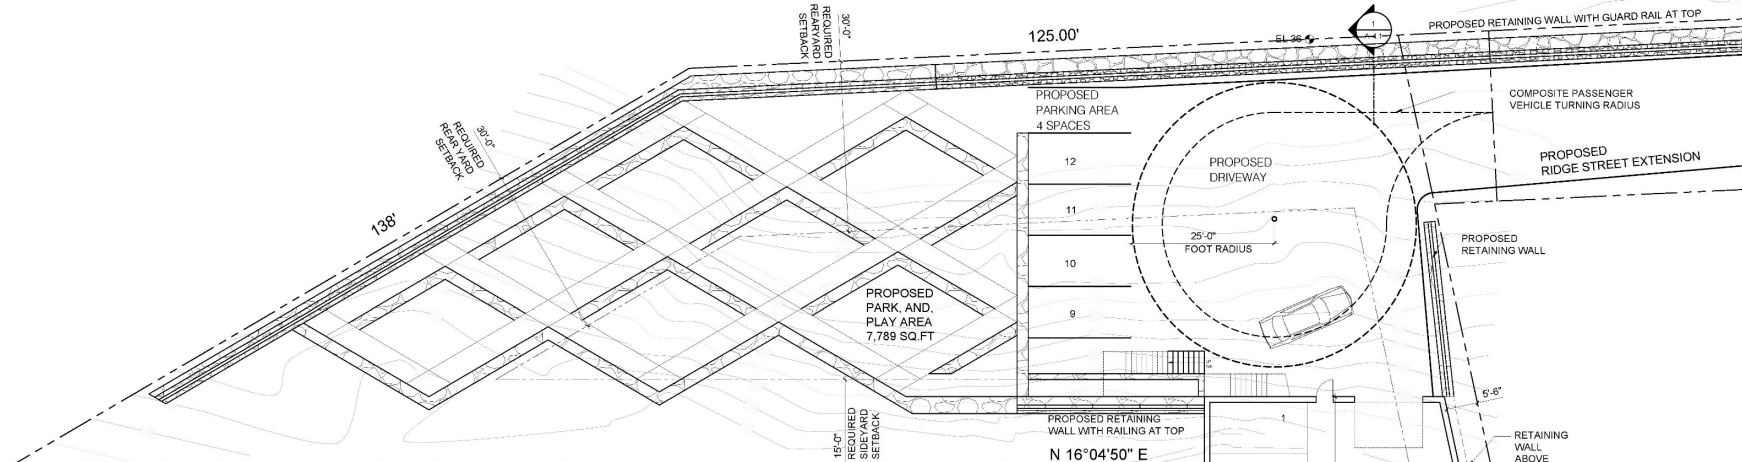 30'-0"
REQUIRED
REARYARD
SETBACK
125.00'
EL 36
1
PROPOSED RETAINING WALL WITH GUARD RAIL AT TOP
30'-0"
REQUIRED
REAR YARD
SETBACK
138'
PROPOSED
PARKING AREA
4 SPACES
12
11
10
9
PROPOSED
DRIVEWAY
25'-0"
FOOT RADIUS
COMPOSITE PASSENGER
VEHICLE TURNING RADIUS
PROPOSED
RIDGE STREET EXTENSION
PROPOSED
RETAINING WALL
PROPOSED
PARK, AND,
PLAY AREA
7,789 SQ.FT
15'-0"
REQUIRED
SIDEYARD
SETBACK
PROPOSED RETAINING
WALL WITH RAILING AT TOP
N 16°04'50" E
1
5'-6"
RETAINING
WALL
ABOVE